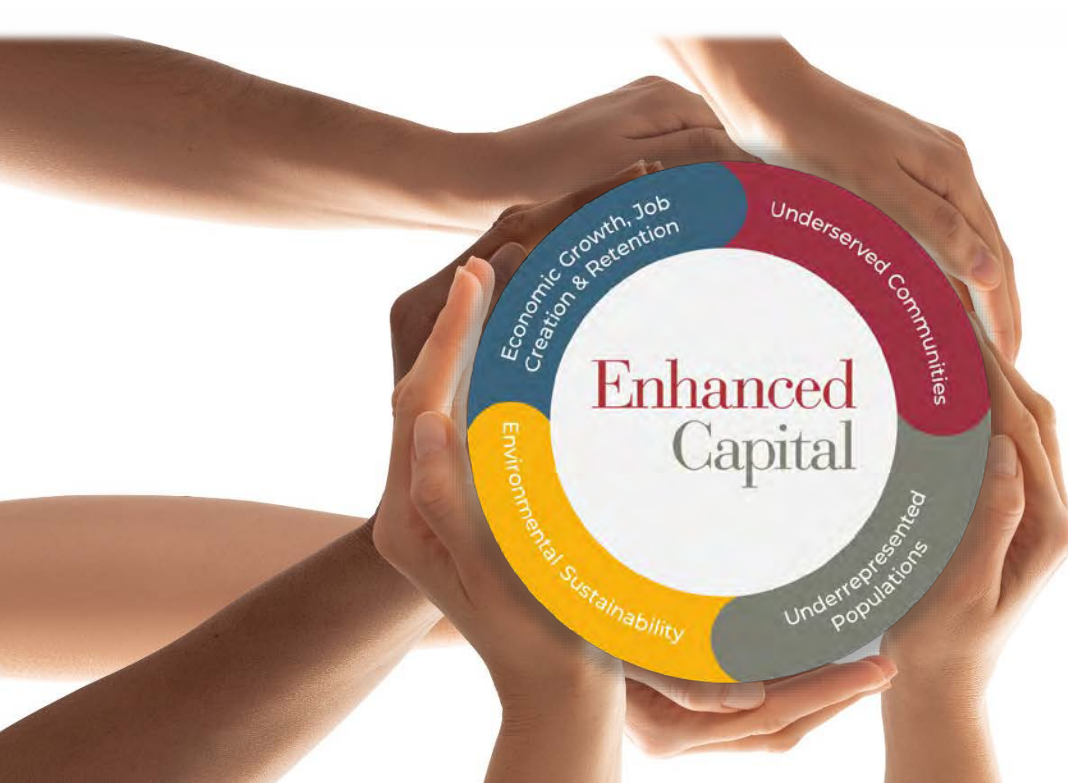 Economic Growth, Job
Creation & Retention
Underserved Communities
Enhanced
Capital
Environmental Sustainability
Underrepresented
Populations